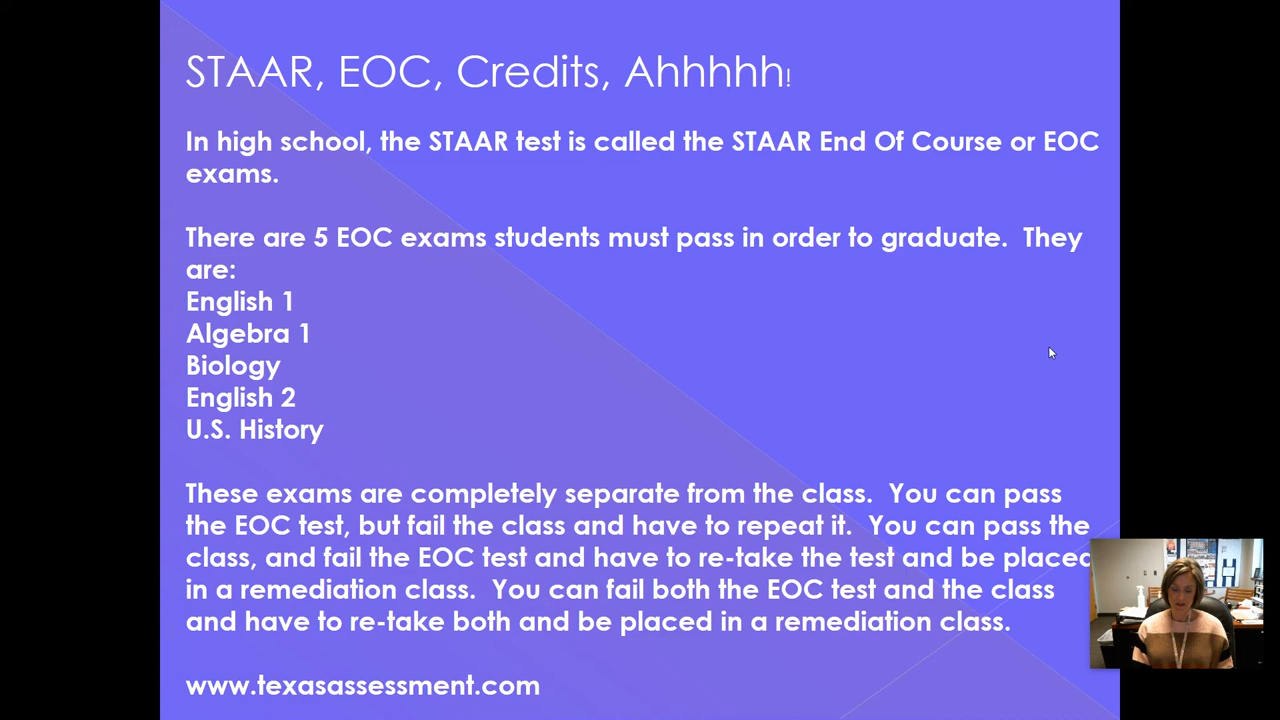 STAAR, EOC, Credits, Ahhhhh!
In high school, the STAAR test is called the STAAR End Of Course or EOC
exams.
There are 5 EOC exams students must pass in order to graduate. They
are:
English 1
Algebra 1
Biology
English 2
U.S. History
These exams are completely separate from the class. You can pass
the EOC test, but fail the class and have to repeat it. You can pass the
class, and fail the EOC test and have to re-take the test and be placed
in a remediation class. You can fail both the EOC test and the class
and have to re-take both and be placed in a remediation class.
www.texasassessment.com